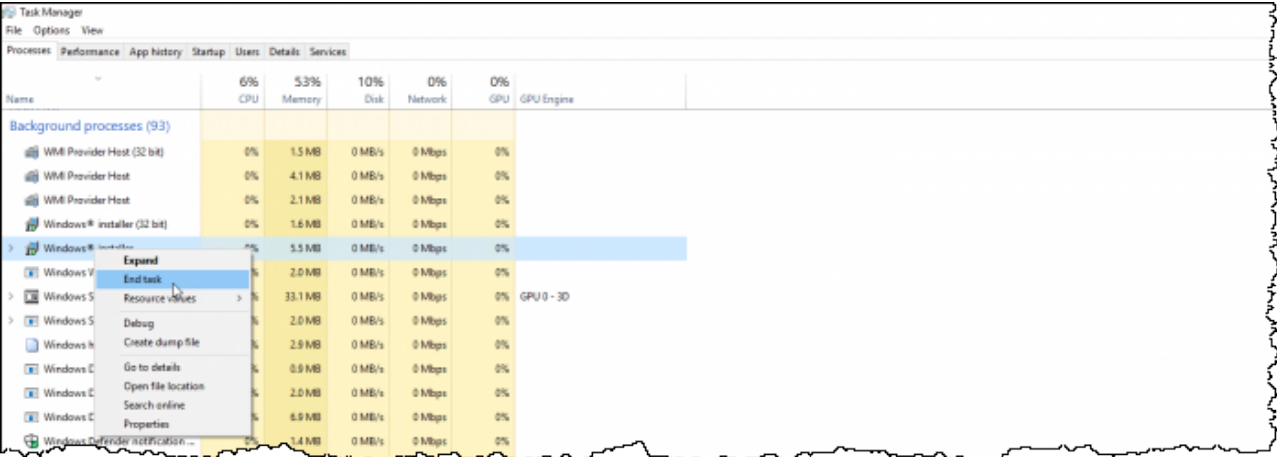 Task Manager
File Options View
Processes Performance App history Startup Users Details Services
6% 53% 10% 0% 0%
Name CPU Memory Disk Network GPU GPU Engine
Background processes (93)
WMI Provider Host (32 bit) 0% 1.5 MB 0 MB/s 0 Mbps 0%
WMI Provider Host 0% 4.1 MB 0 MB/s 0 Mbps 0%
WMI Provider Host 0% 2.1 MB 0 MB/s 0 Mbps 0%
Windows® installer (32 bit) 0% 1.6 MB 0 MB/s 0 Mbps 0%
Windows® installer 0% 5.5 MB 0 MB/s 0 Mbps 0%
Windows 2.0 MB 0 MB/s 0 Mbps 0%
Windows S % 33.1 MB 0 MB/s 0 Mbps 0% GPU 0 - 3D
Windows S % 2.0 MB 0 MB/s 0 Mbps 0%
Windows h % 2.9 MB 0 MB/s 0 Mbps 0%
Windows D % 0.9 MB 0 MB/s 0 Mbps 0%
Windows D % 2.0 MB 0 MB/s 0 Mbps 0%
Windows D % 6.9 MB 0 MB/s 0 Mbps 0%
Windows Defender notification ... 0% 1.4 MB 0 MB/s 0 Mbps 0%
Expand
End task
Resource values
Debug
Create dump file
Go to details
Open file location
Search online
Properties